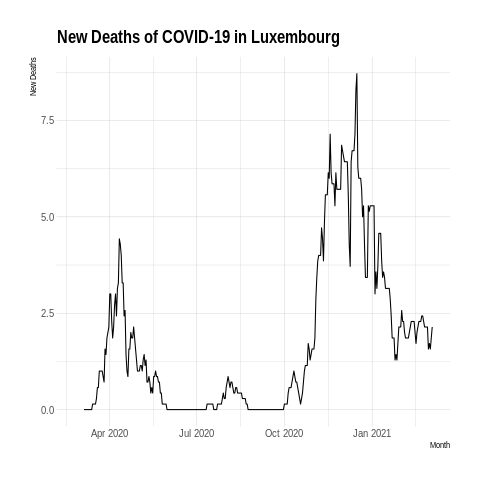 New Deaths of COVID-19 in Luxembourg
New Deaths
7.5
5.0
2.5
0.0
Apr 2020 Jul 2020 Oct 2020 Jan 2021
Month